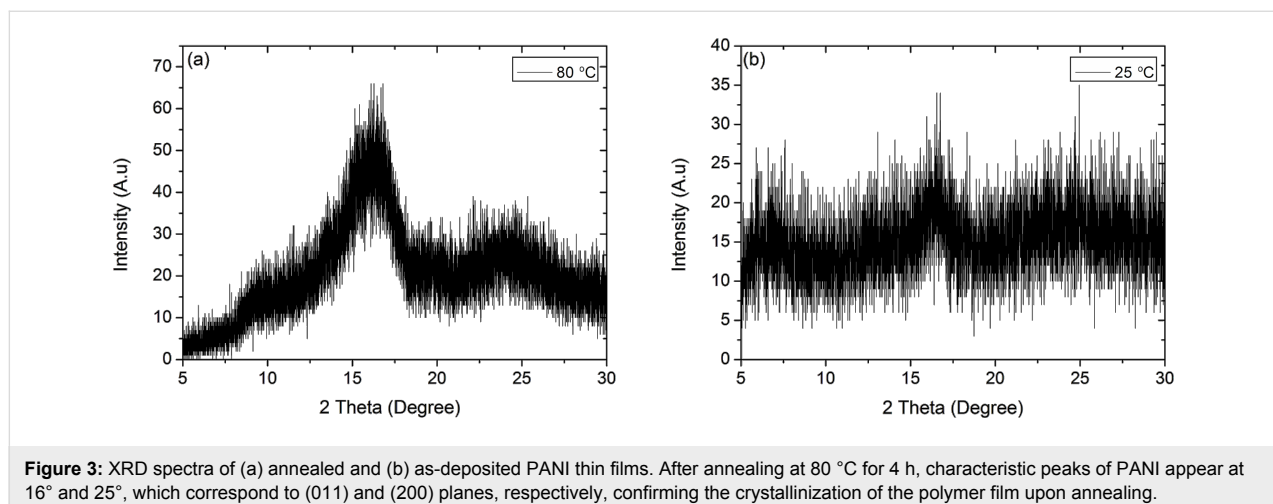 (a)
80 °C
70
60
50
40
30
20
10
0
5 10 15 20 25 30
Intensity (A.u)
2 Theta (Degree)
(b)
25 °C
40
35
30
25
20
15
10
5
0
5 10 15 20 25 30
Intensity (A.u)
2 Theta (Degree)
Figure 3: XRD spectra of (a) annealed and (b) as-deposited PANI thin films. After annealing at 80 °C for 4 h, characteristic peaks of PANI appear at
16° and 25°, which correspond to (011) and (200) planes, respectively, confirming the crystallinization of the polymer film upon annealing.